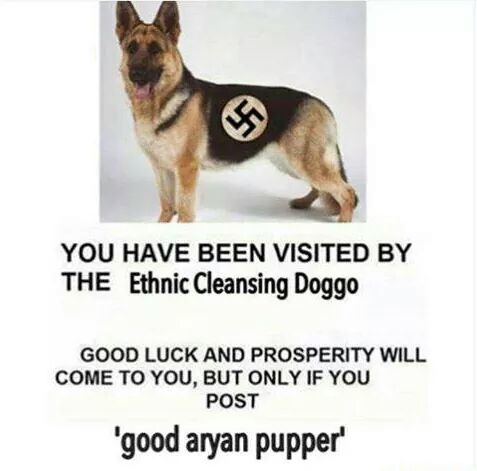 YOU HAVE BEEN VISITED BY
THE Ethnic Cleansing Doggo
GOOD LUCK AND PROSPERITY WILL
COME TO YOU, BUT ONLY IF YOU
POST
'good aryan pupper'